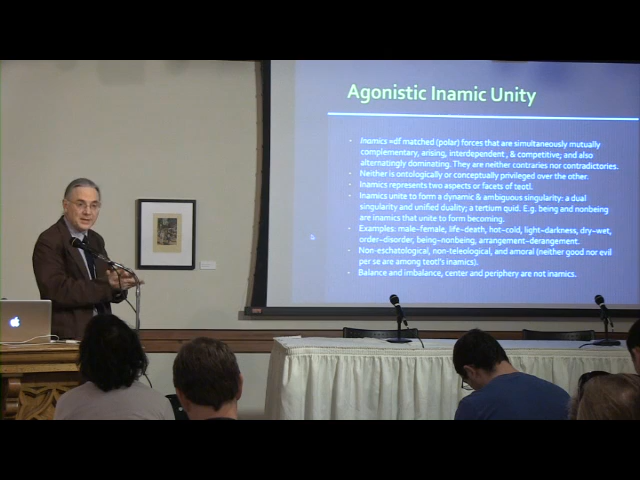 Agonistic Inamic Unity
- Inamics =df matched (polar) forces that are simultaneously mutually
complementary, arising, interdependent , & competitive; and also
alternatingly dominating. They are neither contraries nor contradictories.
- Neither is ontologically or conceptually privileged over the other.
- Inamics represents two aspects or facets of teotl.
- Inamics unite to form a dynamic & ambiguous singularity: a dual
singularity and unified duality; a tertium quid. E.g. being and nonbeing
are inamics that unite to form becoming.
- Examples: male–female, life–death, hot–cold, light–darkness, dry–wet,
order–disorder, being–nonbeing, arrangement–derangement.
- Non-eschatological, non-teleological, and amoral (neither good nor evil
per se are among teotl's inamics).
- Balance and imbalance, center and periphery are not inamics.